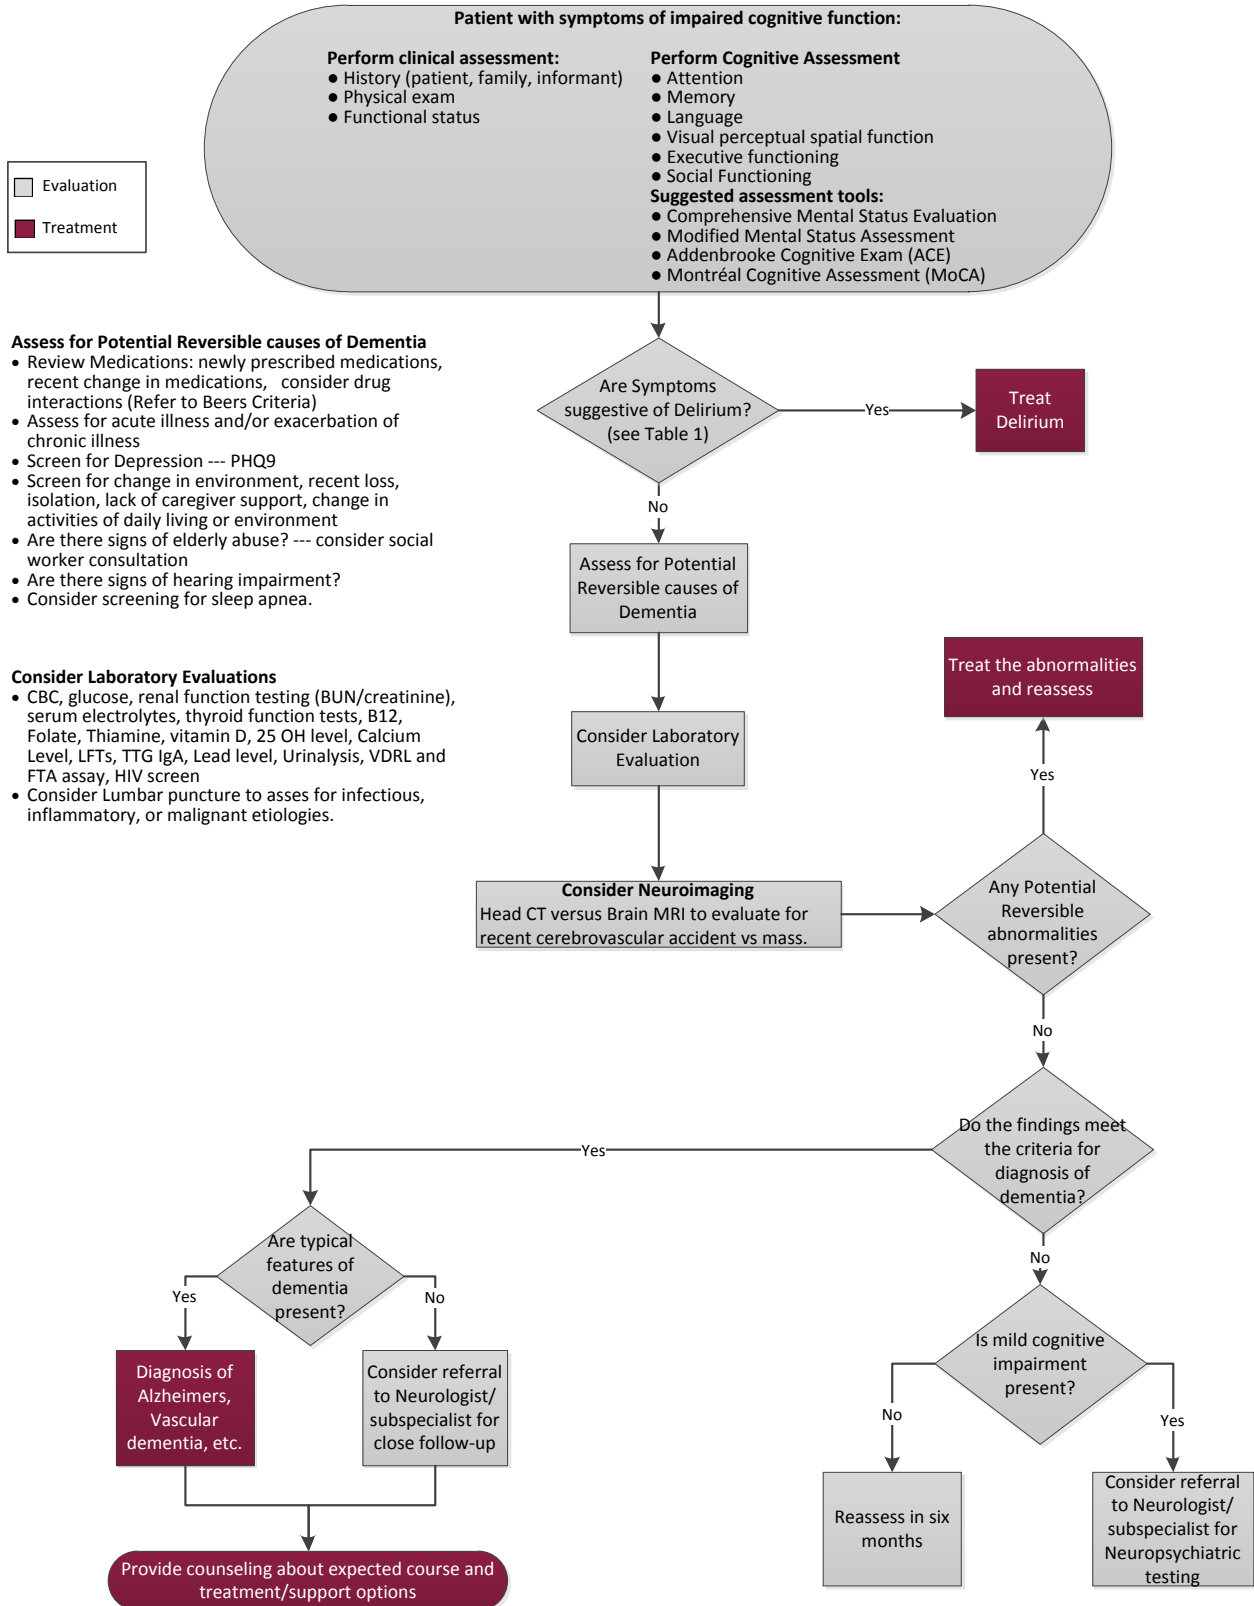 Patient with symptoms of impaired cognitive function:
Perform clinical assessment:
● History (patient, family, informant)
● Physical exam
● Functional status
Perform Cognitive Assessment
● Attention
● Memory
● Language
● Visual perceptual spatial function
● Executive functioning
● Social Functioning
Suggested assessment tools:
● Comprehensive Mental Status Evaluation
● Modified Mental Status Assessment
● Addenbrooke Cognitive Exam (ACE)
● Montréal Cognitive Assessment (MoCA)
Evaluation
Treatment
Assess for Potential Reversible causes of Dementia
• Review Medications: newly prescribed medications,
recent change in medications, consider drug
interactions (Refer to Beers Criteria)
• Assess for acute illness and/or exacerbation of
chronic illness
• Screen for Depression --- PHQ9
• Screen for change in environment, recent loss,
isolation, lack of caregiver support, change in
activities of daily living or environment
• Are there signs of elderly abuse? --- consider social
worker consultation
• Are there signs of hearing impairment?
• Consider screening for sleep apnea.
Consider Laboratory Evaluations
• CBC, glucose, renal function testing (BUN/creatinine),
serum electrolytes, thyroid function tests, B12,
Folate, Thiamine, vitamin D, 25 OH level, Calcium
Level, LFTs, TTG IgA, Lead level, Urinalysis, VDRL and
FTA assay, HIV screen
• Consider Lumbar puncture to asses for infectious,
inflammatory, or malignant etiologies.
Are Symptoms
suggestive of Delirium?
(see Table 1)
Yes
Treat
Delirium
No
Assess for Potential
Reversible causes of
Dementia
Consider Laboratory
Evaluation
Consider Neuroimaging
Head CT versus Brain MRI to evaluate for
recent cerebrovascular accident vs mass.
Treat the abnormalities
and reassess
Yes
Any Potential
Reversible
abnormalities
present?
No
Do the findings meet
the criteria for
diagnosis of
dementia?
Yes
Are typical
features of
dementia
present?
Yes
No
Diagnosis of
Alzheimers,
Vascular
dementia, etc.
Consider referral
to Neurologist/
subspecialist for
close follow-up
Provide counseling about expected course and
treatment/support options
No
Is mild cognitive
impairment
present?
No
Yes
Reassess in six
months
Consider referral
to Neurologist/
subspecialist for
Neuropsychiatric
testing